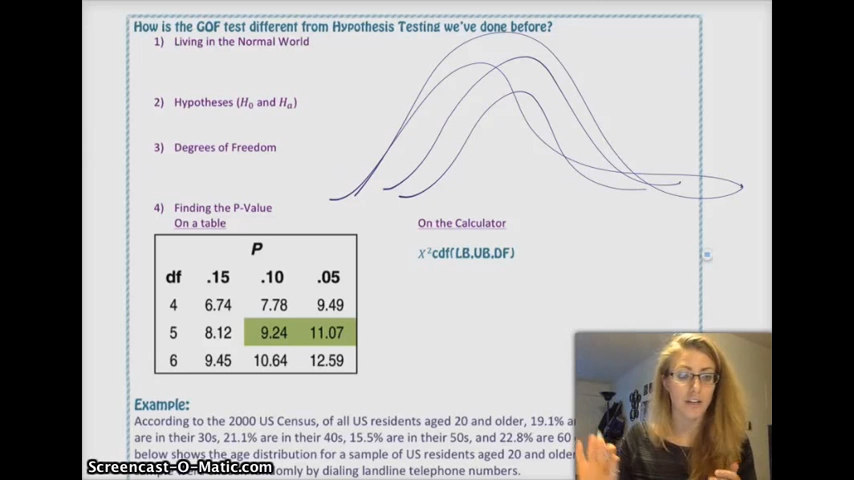 How is the GOF test different from Hypothesis Testing we've done before?
1) Living in the Normal World
2) Hypotheses (H₀ and Hₐ)
3) Degrees of Freedom
4) Finding the P-Value
On a table
On the Calculator
P
df .15 .10 .05
4 6.74 7.78 9.49
5 8.12 9.24 11.07
6 9.45 10.64 12.59
X²cdf(LB,UB,DF)
Example:
According to the 2000 US Census, of all US residents aged 20 and older, 19.1%
are in their 30s, 21.1% are in their 40s, 15.5% are in their 50s, and 22.8% are 60
below shows the age distribution for a sample of US residents aged 20 and older
by dialing landline telephone numbers.
Screencast-O-Matic.com